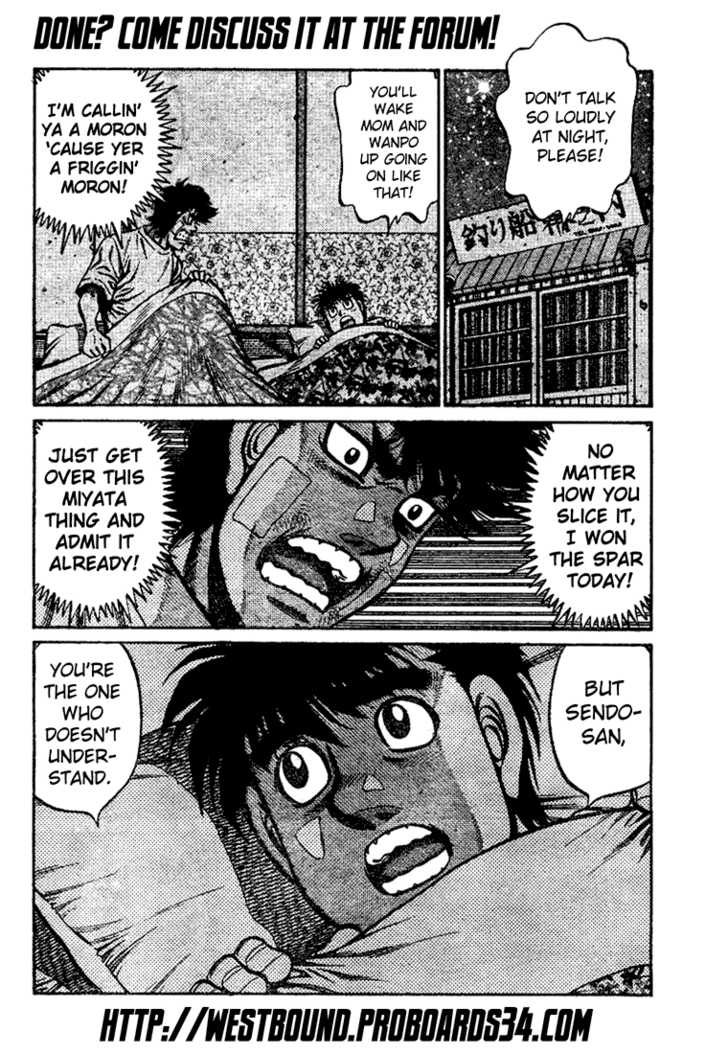 DONE? COME DISCUSS IT AT THE FORUM!
DON'T TALK
SO LOUDLY
AT NIGHT,
PLEASE!
釣り船
YOU'LL
WAKE
MOM AND
WANPO
UP GOING
ON LIKE
THAT!
I'M CALLIN'
YA A MORON
'CAUSE YER
A FRIGGIN'
MORON!
NO
MATTER
HOW YOU
SLICE IT,
I WON
THE SPAR
TODAY!
JUST GET
OVER THIS
MIYATA
THING AND
ADMIT IT
ALREADY!
BUT
SENDO-
SAN,
YOU'RE
THE ONE
WHO
DOESN'T
UNDER-
STAND.
HTTP://WESTBOUND.PROBOARDS34.COM